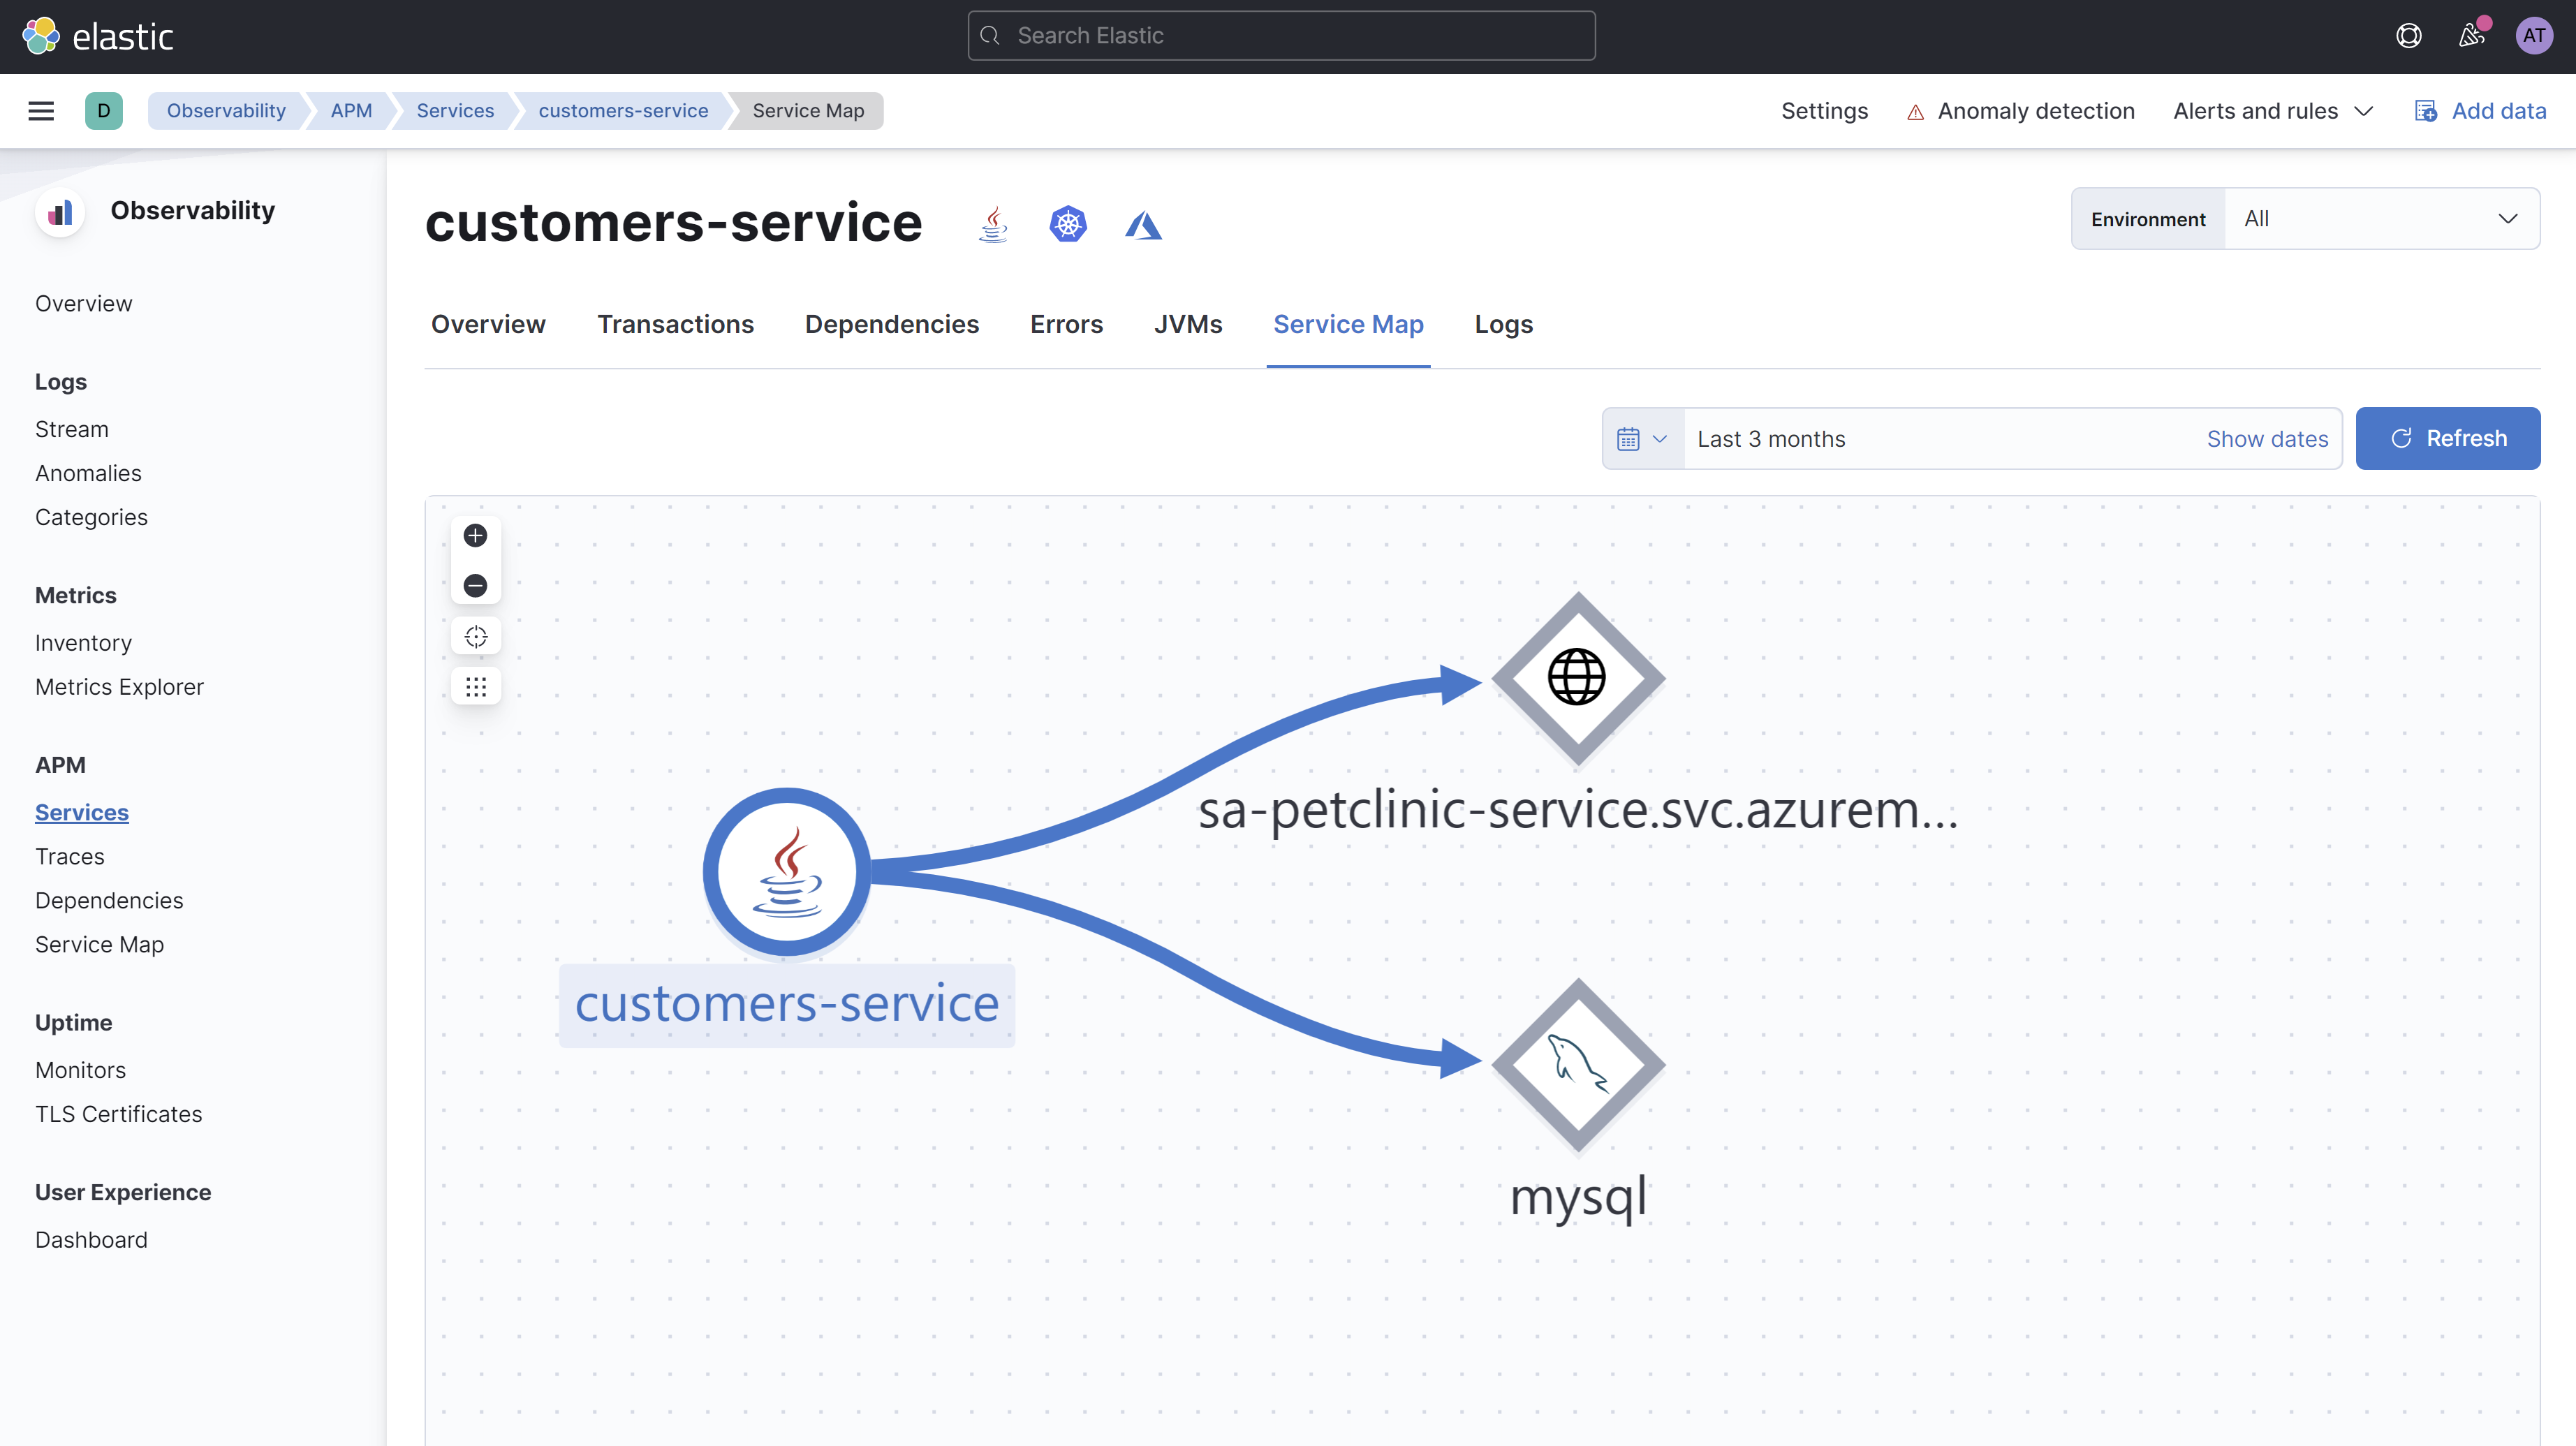 elastic
Search Elastic
AT
D
Observability
APM
Services
customers-service
Service Map
Settings
Anomaly detection
Alerts and rules
Add data
Observability
Overview
Logs
Stream
Anomalies
Categories
Metrics
Inventory
Metrics Explorer
APM
Services
Traces
Dependencies
Service Map
Uptime
Monitors
TLS Certificates
User Experience
Dashboard
customers-service
Environment
All
Overview
Transactions
Dependencies
Errors
JVMs
Service Map
Logs
Last 3 months
Show dates
Refresh
sa-petclinic-service.svc.azurem...
customers-service
mysql